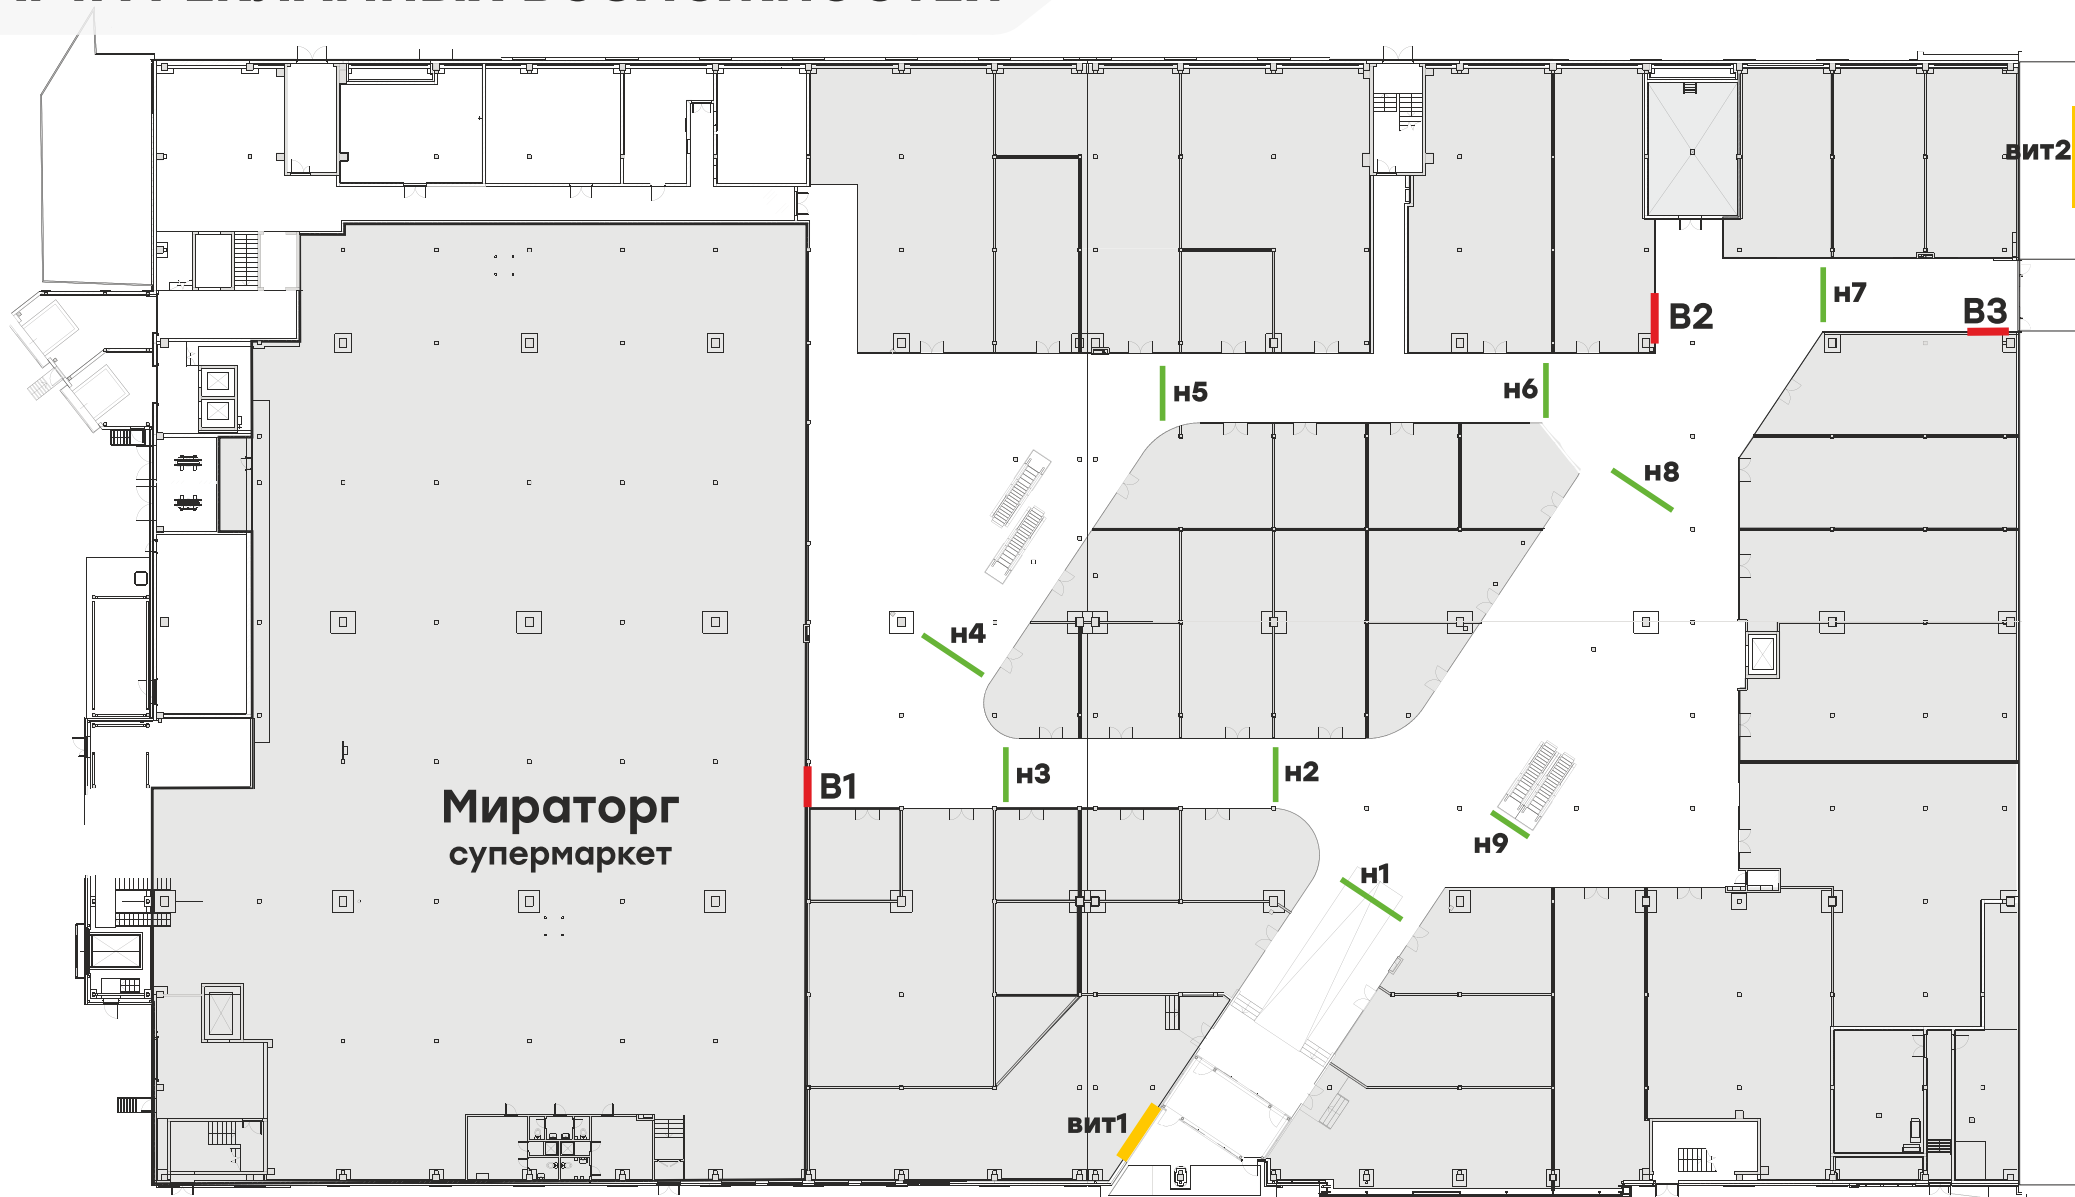 вит2
н7
В3
В2
н5
н6
н8
н4
н3
н2
В1
Мираторг
супермаркет
н9
н1
вит1